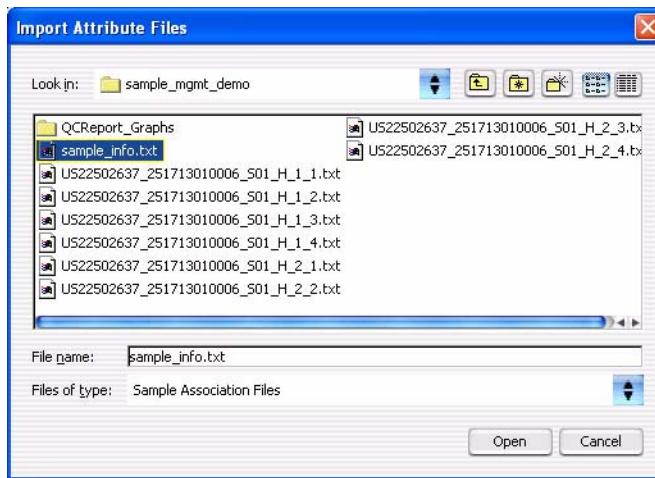 Import Attribute Files
Look in: sample_mgmt_demo
QCReport_Graphs
sample_info.txt
US22502637_251713010006_S01_H_1_1.txt
US22502637_251713010006_S01_H_1_2.txt
US22502637_251713010006_S01_H_1_3.txt
US22502637_251713010006_S01_H_1_4.txt
US22502637_251713010006_S01_H_2_1.txt
US22502637_251713010006_S01_H_2_2.txt
US22502637_251713010006_S01_H_2_3.tx
US22502637_251713010006_S01_H_2_4.tx
File name: sample_info.txt
Files of type: Sample Association Files
Open Cancel